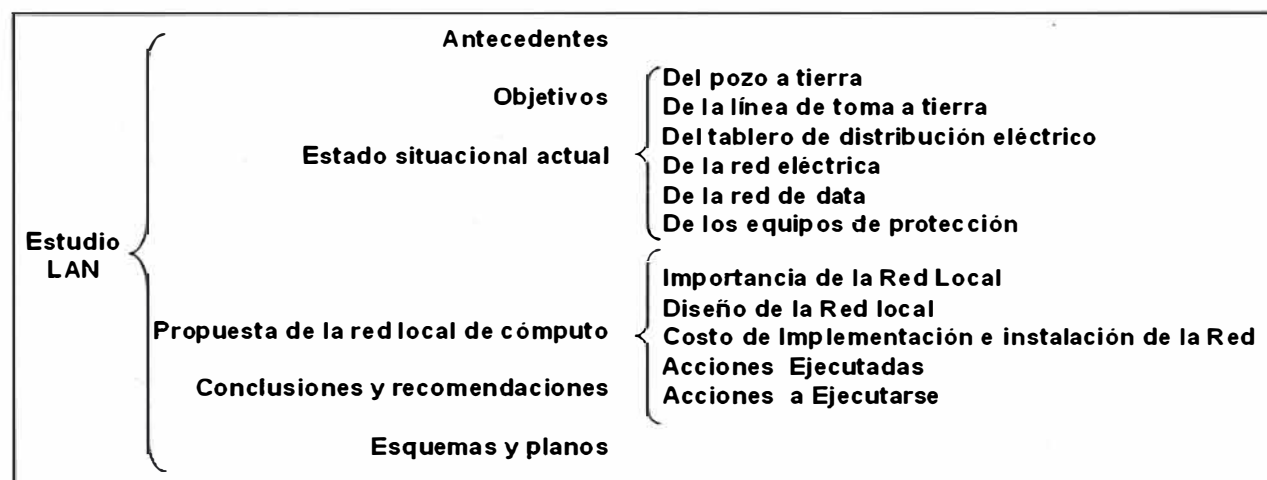 Estudio
LAN
Antecedentes
Objetivos
Estado situacional actual
Del pozo a tierra
De la línea de toma a tierra
Del tablero de distribución eléctrico
De la red eléctrica
De la red de data
De los equipos de protección
Propuesta de la red local de cómputo
Importancia de la Red Local
Diseño de la Red local
Costo de Implementación e instalación de la Red
Acciones Ejecutadas
Acciones a Ejecutarse
Conclusiones y recomendaciones
Esquemas y planos